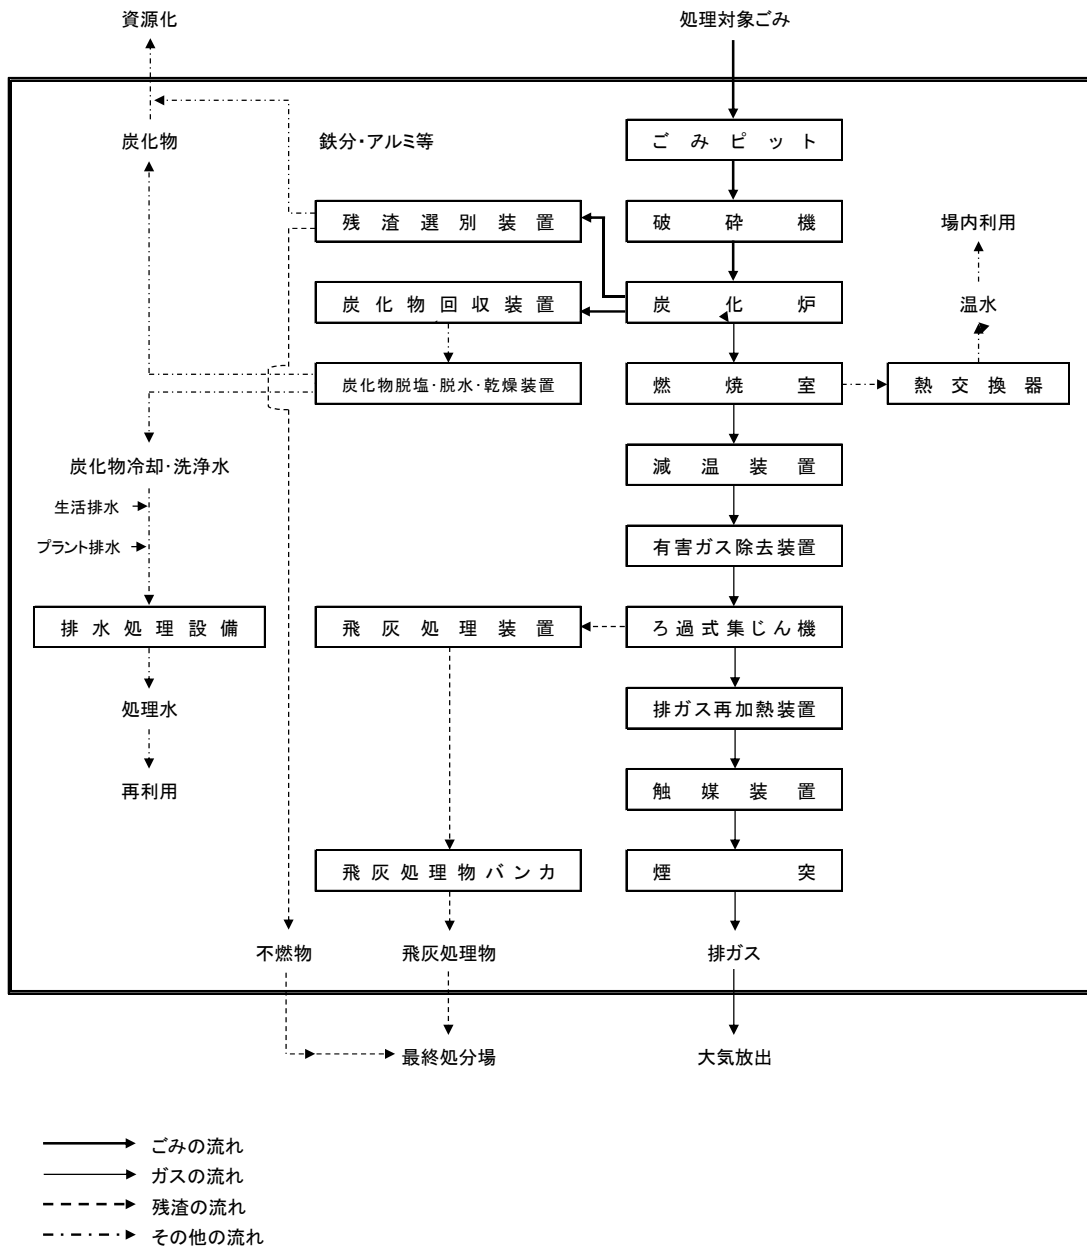 資源化
処理対象ごみ
炭化物
鉄分・アルミ等
ごみピット
残渣選別装置
破砕機
場内利用
炭化物回収装置
炭化炉
温水
炭化物脱塩・脱水・乾燥装置
燃焼室
熱交換器
炭化物冷却・洗浄水
減温装置
生活排水
プラント排水
有害ガス除去装置
排水処理設備
飛灰処理装置
ろ過式集じん機
処理水
排ガス再加熱装置
再利用
触媒装置
飛灰処理物バンカ
煙突
不燃物
飛灰処理物
排ガス
最終処分場
大気放出
ごみの流れ
ガスの流れ
残渣の流れ
その他の流れ